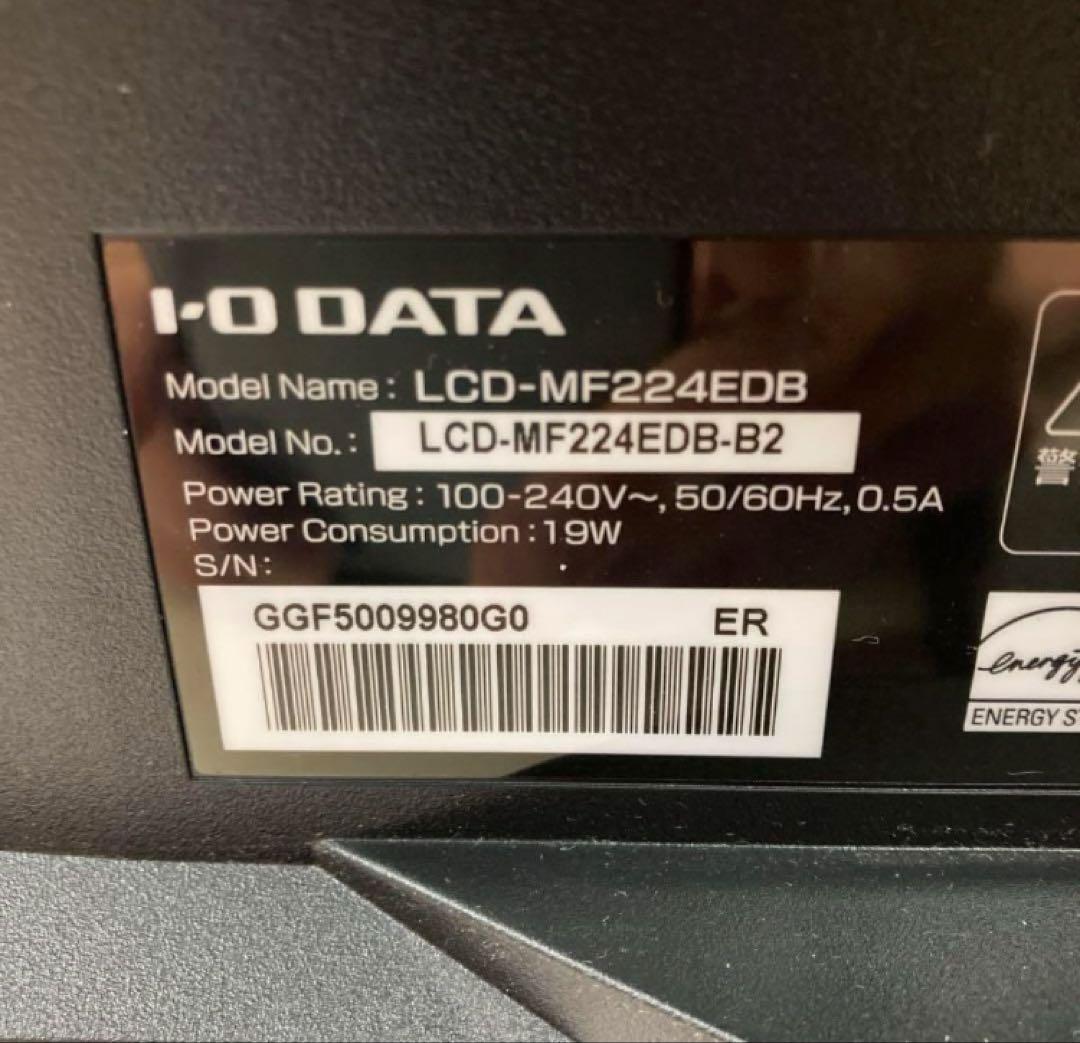 I-O DATA
Model Name: LCD-MF224EDB
Model No.: LCD-MF224EDB-B2
Power Rating: 100-240V~, 50/60Hz, 0.5A
Power Consumption: 19W
S/N:
GGF5009980G0 ER
警
energy
ENERGY S